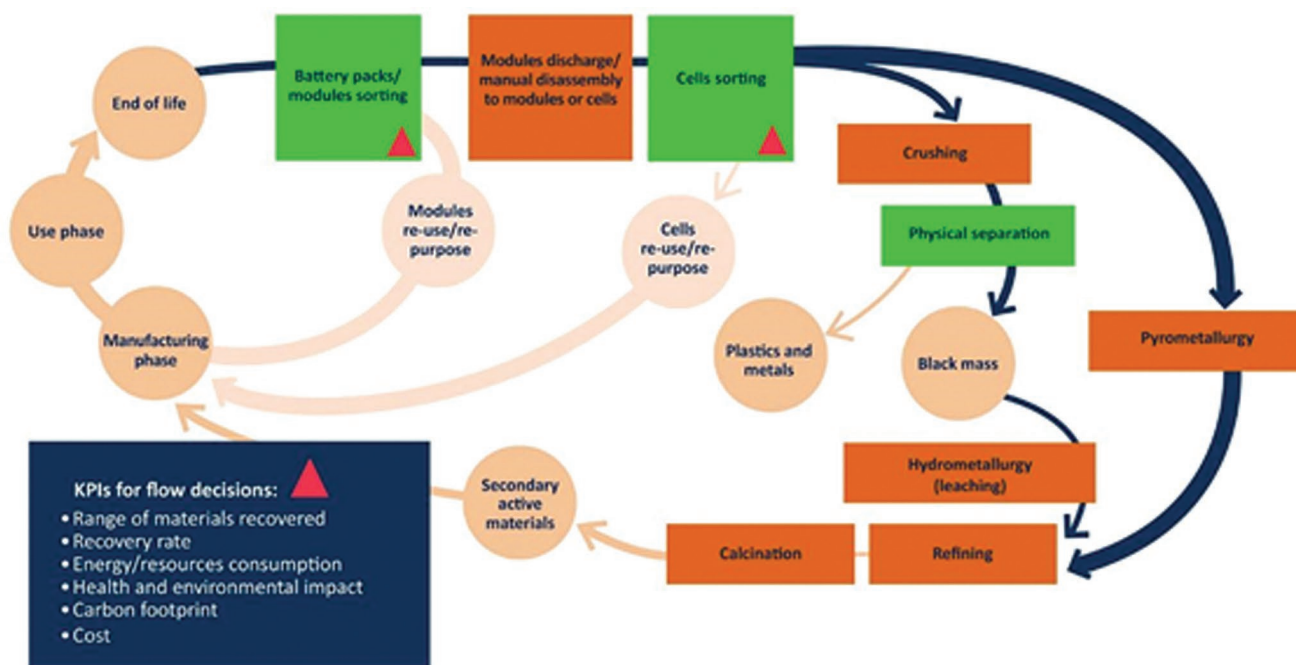 End of life
Battery packs/
modules sorting
Modules discharge/
manual disassembly
to modules or cells
Cells sorting
Crushing
Use phase
Modules
re-use/re-
purpose
Cells
re-use/re-
purpose
Physical separation
Manufacturing
phase
Plastics and
metals
Black mass
Pyrometallurgy
KPIs for flow decisions:
• Range of materials recovered
• Recovery rate
• Energy/resources consumption
• Health and environmental impact
• Carbon footprint
• Cost
Secondary
active
materials
Hydrometallurgy
(leaching)
Calcination
Refining